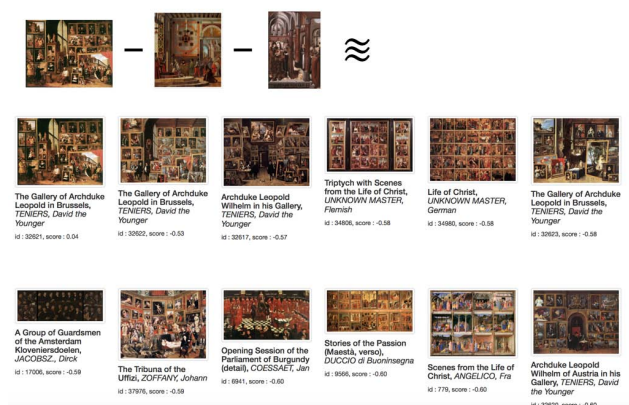 — — ≋
The Gallery of Archduke
Leopold in Brussels,
TENIERS, David the
Younger
id : 32621, score : 0.04
The Gallery of Archduke
Leopold in Brussels,
TENIERS, David the
Younger
id : 32622, score : -0.53
Archduke Leopold
Wilhelm in his Gallery,
TENIERS, David the
Younger
id : 32617, score : -0.57
Triptych with Scenes
from the Life of Christ,
UNKNOWN MASTER,
Flemish
id : 34806, score : -0.58
Life of Christ,
UNKNOWN MASTER,
German
id : 34980, score : -0.58
The Gallery of Archduke
Leopold in Brussels,
TENIERS, David the
Younger
id : 32623, score : -0.58
A Group of Guardsmen
of the Amsterdam
Kloveniersdoelen,
JACOBSZ., Dirck
id : 17006, score : -0.59
The Tribuna of the
Uffizi, ZOFFANY, Johann
id : 37976, score : -0.59
Opening Session of the
Parliament of Burgundy
(detail), COESSAET, Jan
id : 6941, score : -0.60
Stories of the Passion
(Maestà, verso),
DUCCIO di Buoninsegna
id : 9566, score : -0.60
Scenes from the Life of
Christ, ANGELICO, Fra
id : 779, score : -0.60
Archduke Leopold
Wilhelm of Austria in his
Gallery, TENIERS, David
the Younger